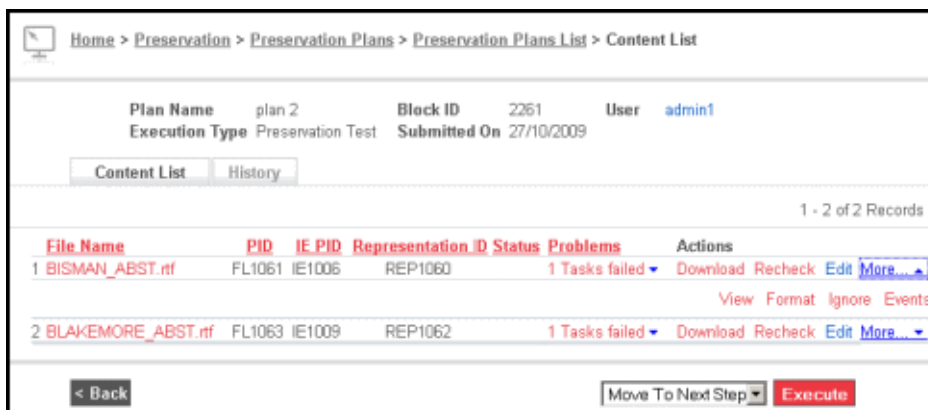 Home > Preservation > Preservation Plans > Preservation Plans List > Content List
Plan Name plan 2 Block ID 2261 User admin1
Execution Type Preservation Test Submitted On 27/10/2009
Content List History
1 - 2 of 2 Records
File Name PID IE PID Representation ID Status Problems Actions
1 BISMAN_ABST.rtf FL1061 IE1006 REP1060 1 Tasks failed Download Recheck Edit More...
View Format Ignore Events
2 BLAKEMORE_ABST.rtf FL1063 IE1009 REP1062 1 Tasks failed Download Recheck Edit More...
< Back Move To Next Step Execute